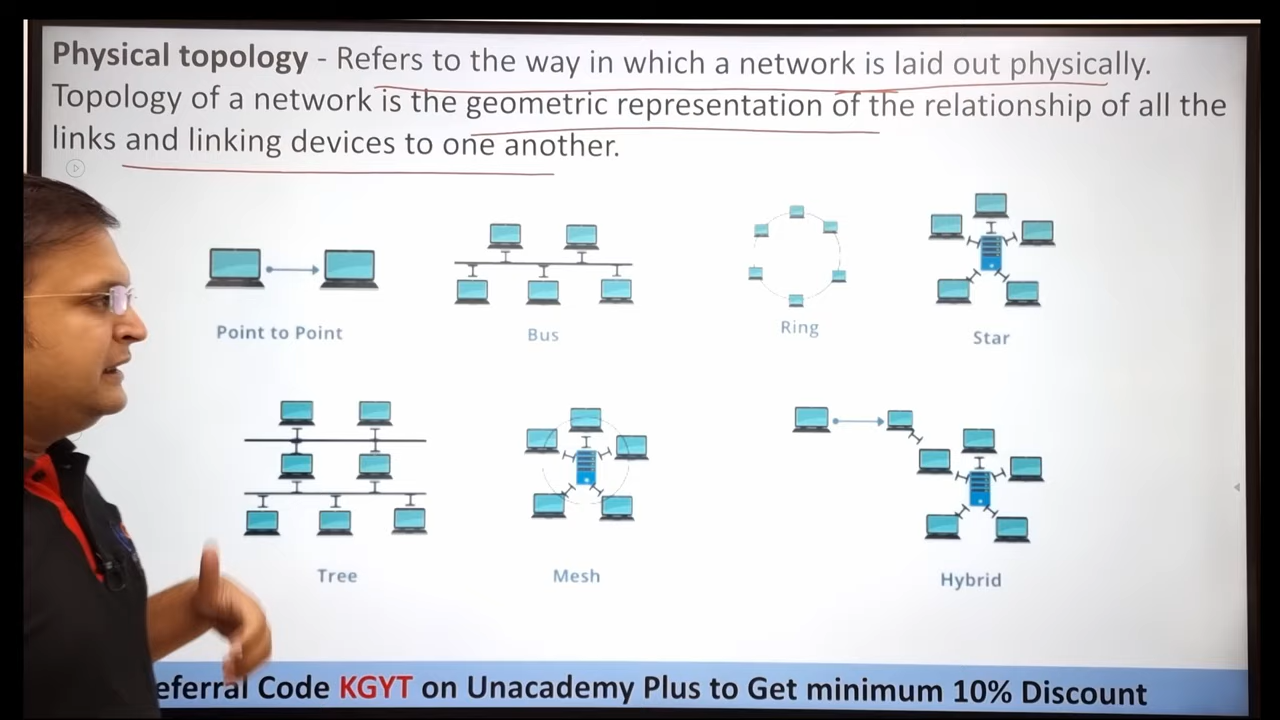 Physical topology - Refers to the way in which a network is laid out physically.
Topology of a network is the geometric representation of the relationship of all the
links and linking devices to one another.
Point to Point
Bus
Ring
Star
Tree
Mesh
Hybrid
eferral Code KGYT on Unacademy Plus to Get minimum 10% Discount